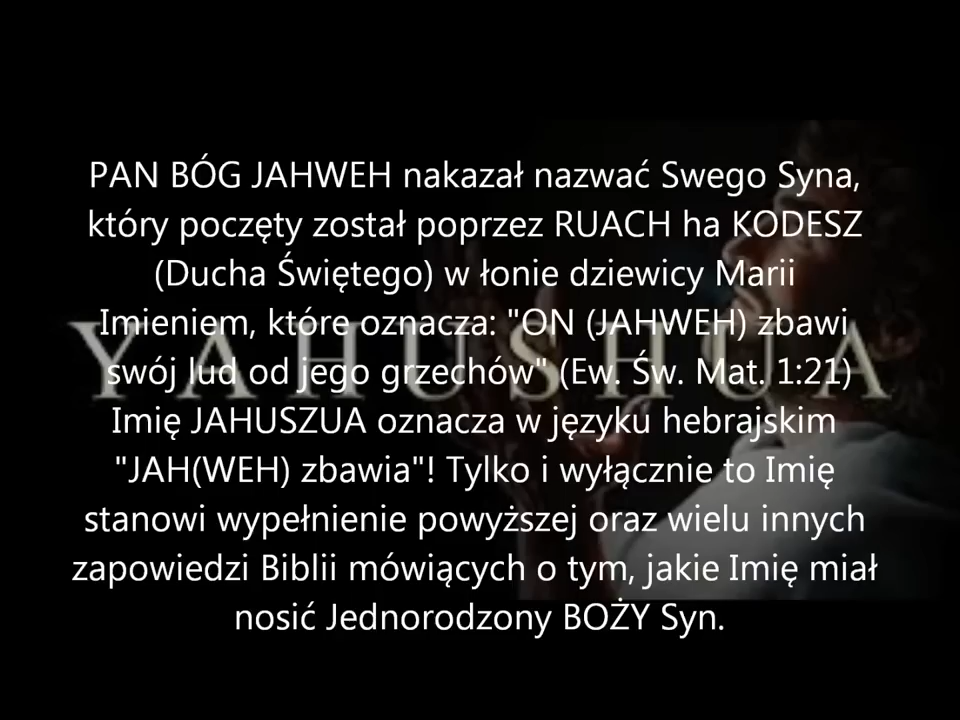 PAN BÓG JAHWEH nakazał nazwać Swego Syna,
który poczęty został poprzez RUACH ha KODESZ
(Ducha Świętego) w łonie dziewicy Marii
Imieniem, które oznacza: "ON (JAHWEH) zbawi
YAHUSHUA
swój lud od jego grzechów" (Ew. Św. Mat. 1:21)
Imię JAHUSZUA oznacza w języku hebrajskim
"JAH(WEH) zbawia"! Tylko i wyłącznie to Imię
stanowi wypełnienie powyższej oraz wielu innych
zapowiedzi Biblii mówiących o tym, jakie Imię miał
nosić Jednorodzony BOŻY Syn.